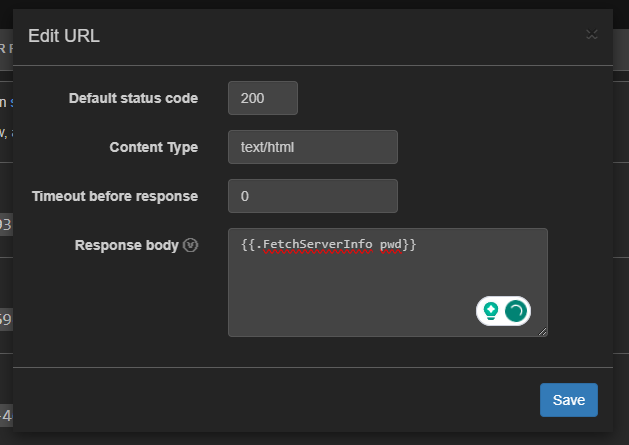 Edit URL
Default status code 200
Content Type text/html
Timeout before response 0
Response body {{.FetchServerInfo pwd}}
Save